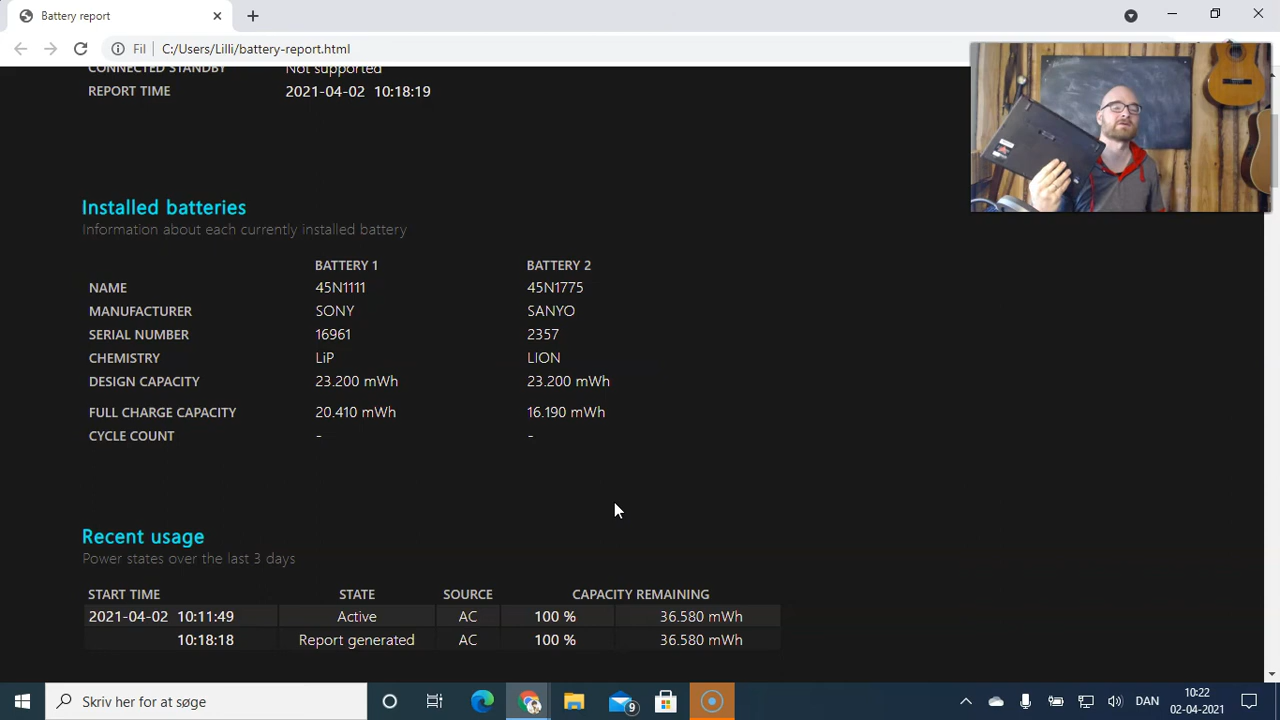 Battery report
Fil C:/Users/Lilli/battery-report.html
CONNECTED STANDBY Not supported
REPORT TIME 2021-04-02 10:18:19
Installed batteries
Information about each currently installed battery
BATTERY 1 BATTERY 2
NAME 45N1111 45N1775
MANUFACTURER SONY SANYO
SERIAL NUMBER 16961 2357
CHEMISTRY LiP LION
DESIGN CAPACITY 23.200 mWh 23.200 mWh
FULL CHARGE CAPACITY 20.410 mWh 16.190 mWh
CYCLE COUNT - -
Recent usage
Power states over the last 3 days
START TIME STATE SOURCE CAPACITY REMAINING
2021-04-02 10:11:49 Active AC 100 % 36.580 mWh
10:18:18 Report generated AC 100 % 36.580 mWh
Skriv her for at søge 9 DAN 10:22
02-04-2021